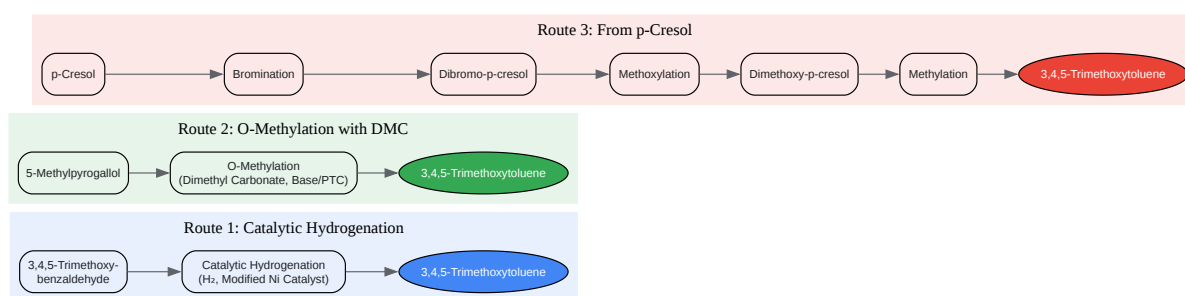 Route 3: From p-Cresol
p-Cresol
Bromination
Dibromo-p-cresol
Methoxylation
Dimethoxy-p-cresol
Methylation
3,4,5-Trimethoxytoluene
Route 2: O-Methylation with DMC
5-Methylpyrogallol
O-Methylation
(Dimethyl Carbonate, Base/PTC)
3,4,5-Trimethoxytoluene
Route 1: Catalytic Hydrogenation
3,4,5-Trimethoxy-
benzaldehyde
Catalytic Hydrogenation
(H₂, Modified Ni Catalyst)
3,4,5-Trimethoxytoluene